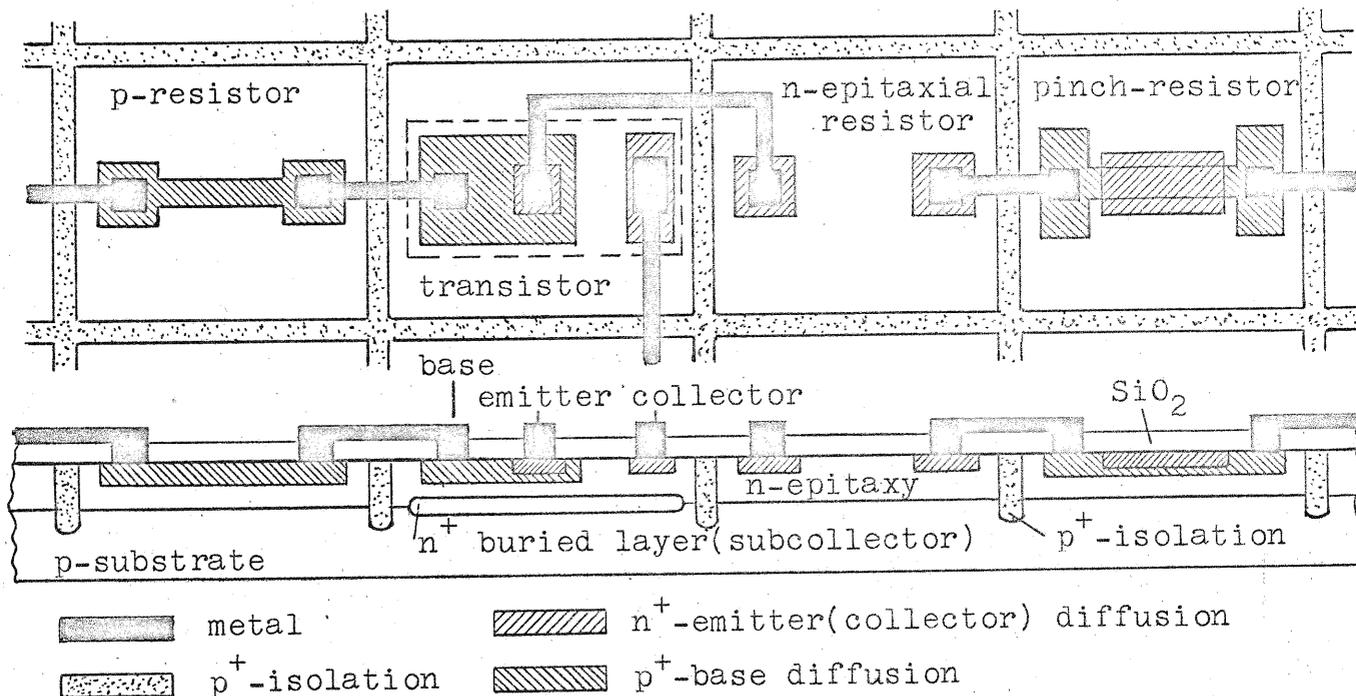 p-resistor
n-epitaxial
resistor
pinch-resistor
transistor
base
emitter collector
SiO2
n-epitaxy
n+ buried layer(subcollector)
p+-isolation
p-substrate
metal
n+-emitter(collector) diffusion
p+-isolation
p+-base diffusion